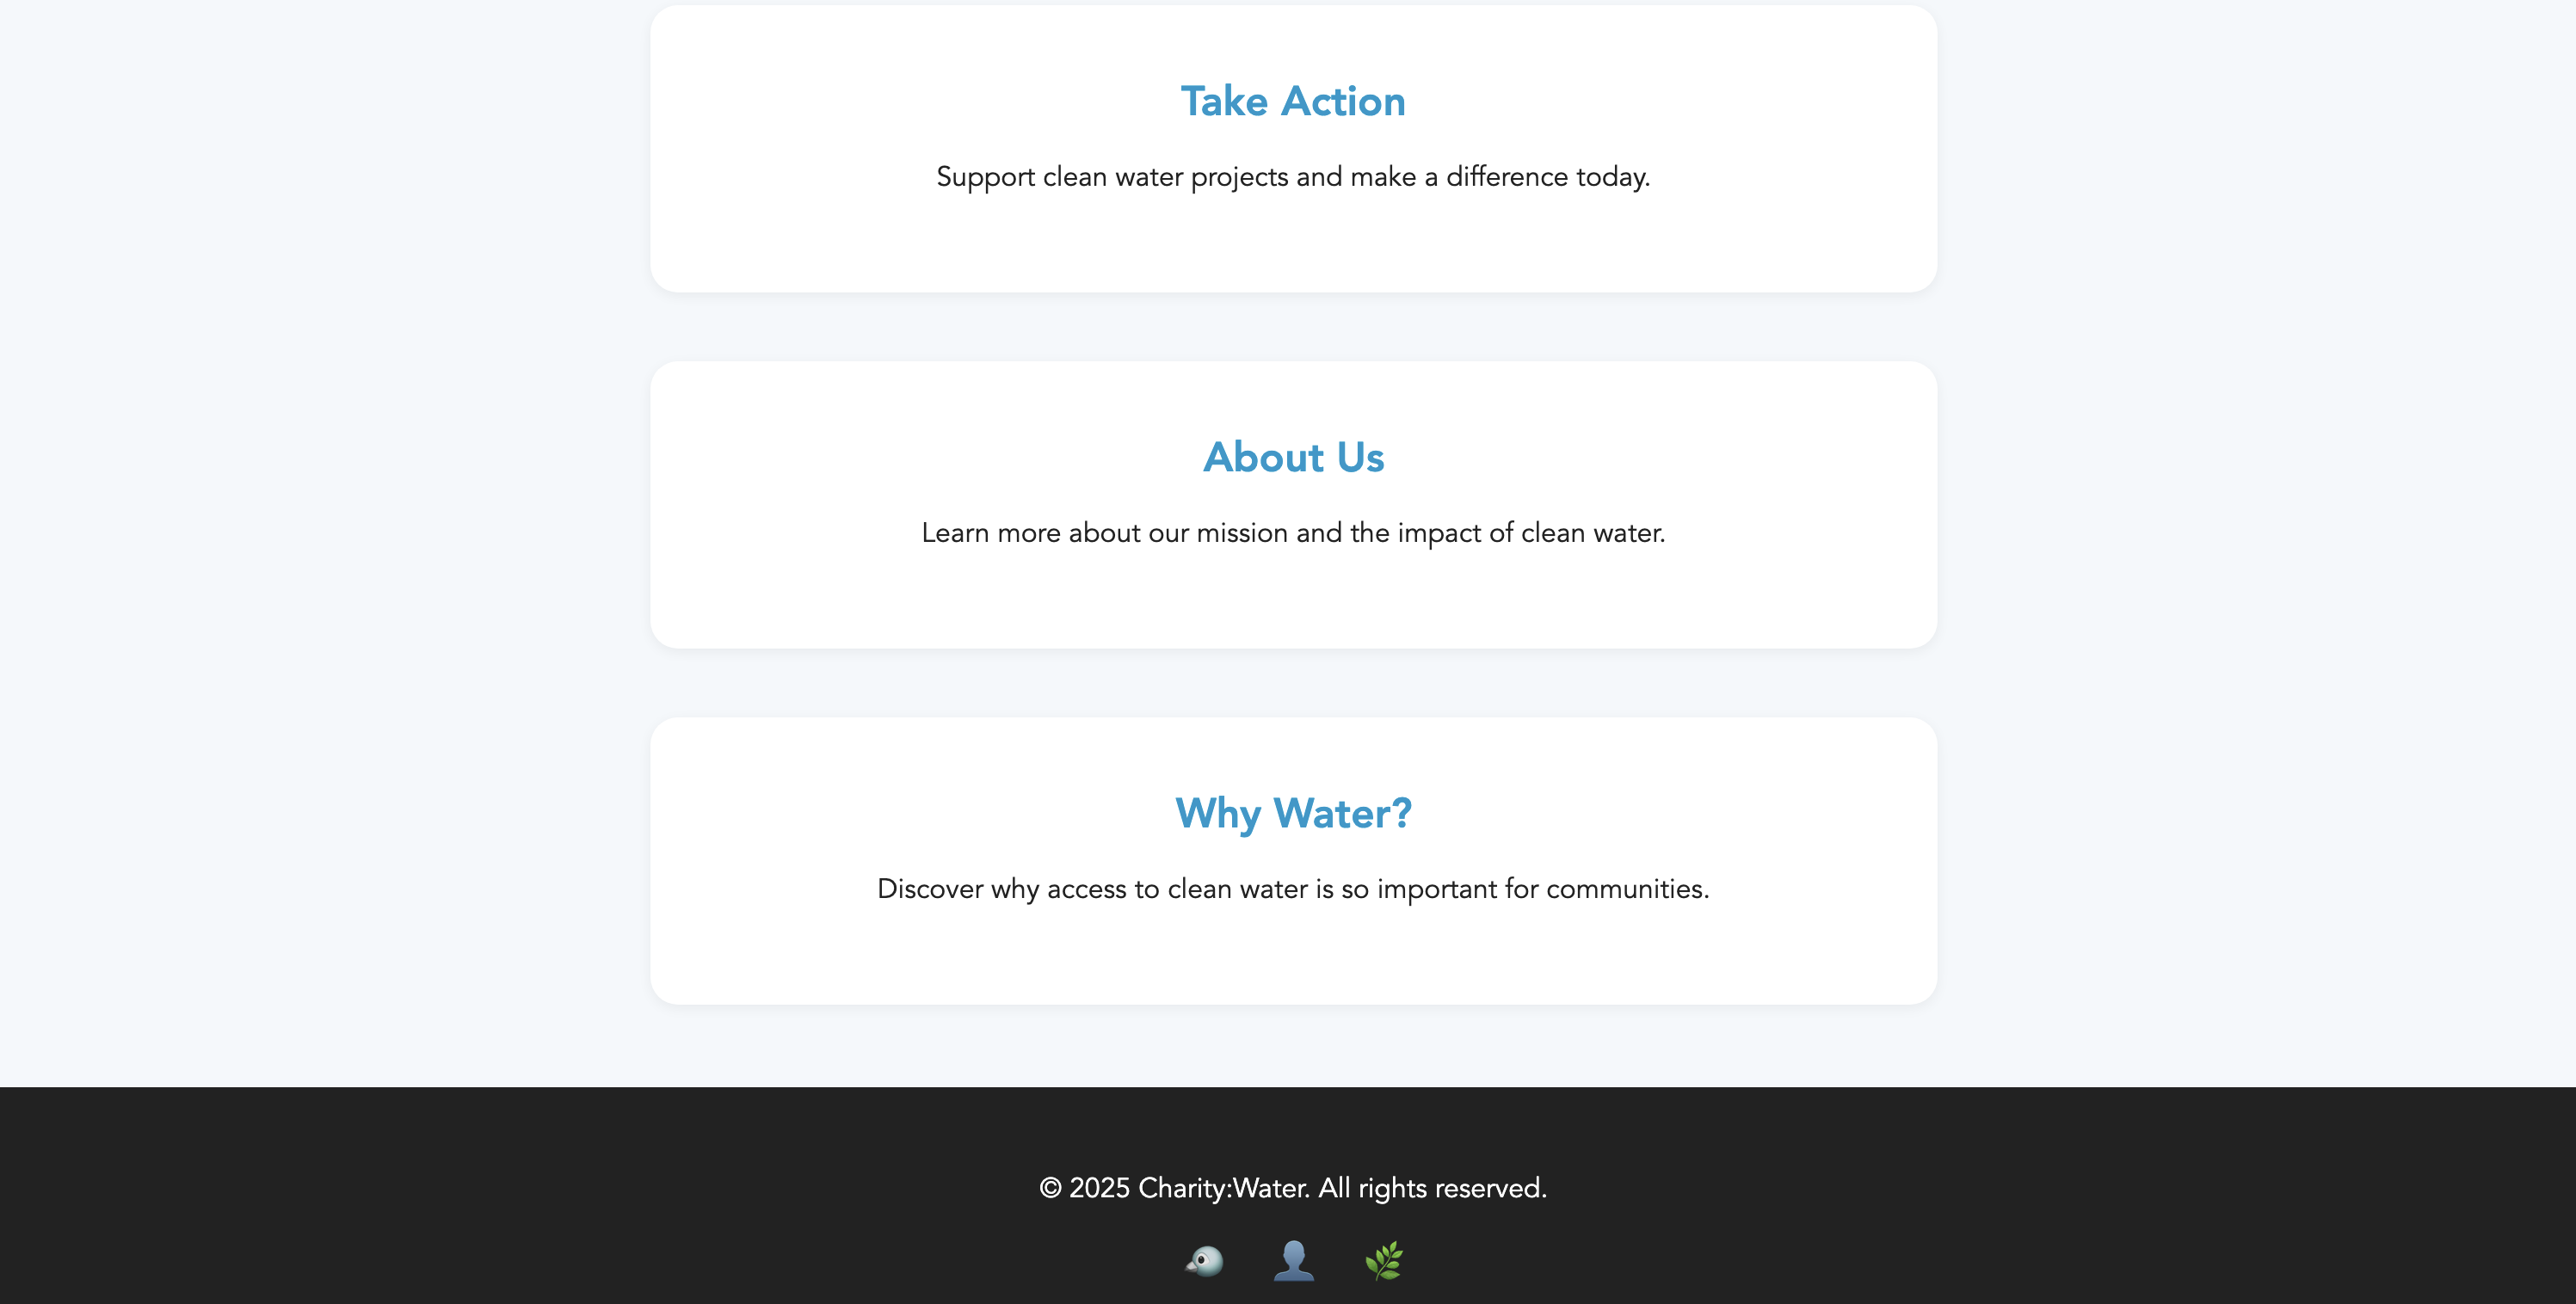 Take Action
Support clean water projects and make a difference today.
About Us
Learn more about our mission and the impact of clean water.
Why Water?
Discover why access to clean water is so important for communities.
© 2025 Charity:Water. All rights reserved.